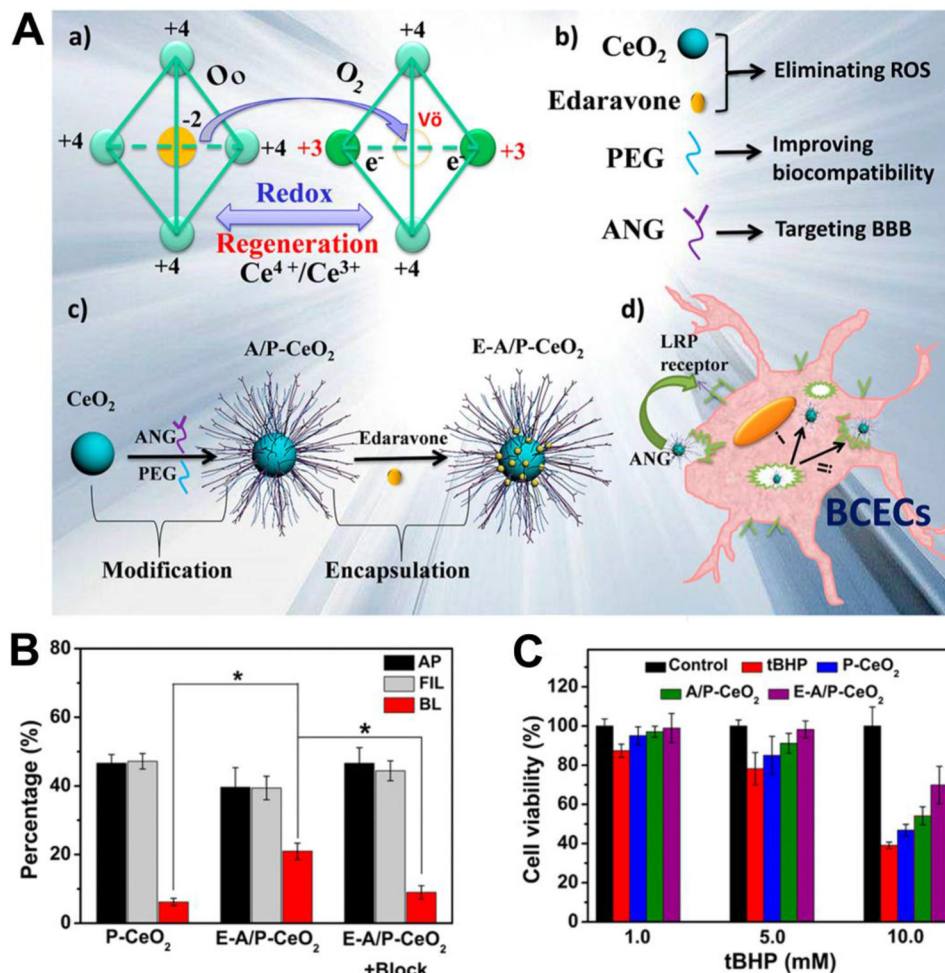 A
a)
+4
O₀
O₂
+4
-2
Vö
+4
+4
+3
e⁻
e⁻
+3
Redox
Regeneration
Ce⁴⁺/Ce³⁺
+4
+4
b)
CeO₂
Eliminating ROS
Edaravone
PEG
Improving
biocompatibility
ANG
Targeting BBB
c)
CeO₂
ANG
PEG
A/P-CeO₂
Edaravone
E-A/P-CeO₂
Modification
Encapsulation
d)
LRP
receptor
ANG
i
ii
BCECs
B
Percentage (%)
80
60
40
20
0
AP
FIL
BL
*
*
P-CeO₂
E-A/P-CeO₂
E-A/P-CeO₂
+Block
C
Cell viability (%)
120
100
80
60
40
20
0
Control
tBHP
P-CeO₂
A/P-CeO₂
E-A/P-CeO₂
1.0
5.0
10.0
tBHP (mM)